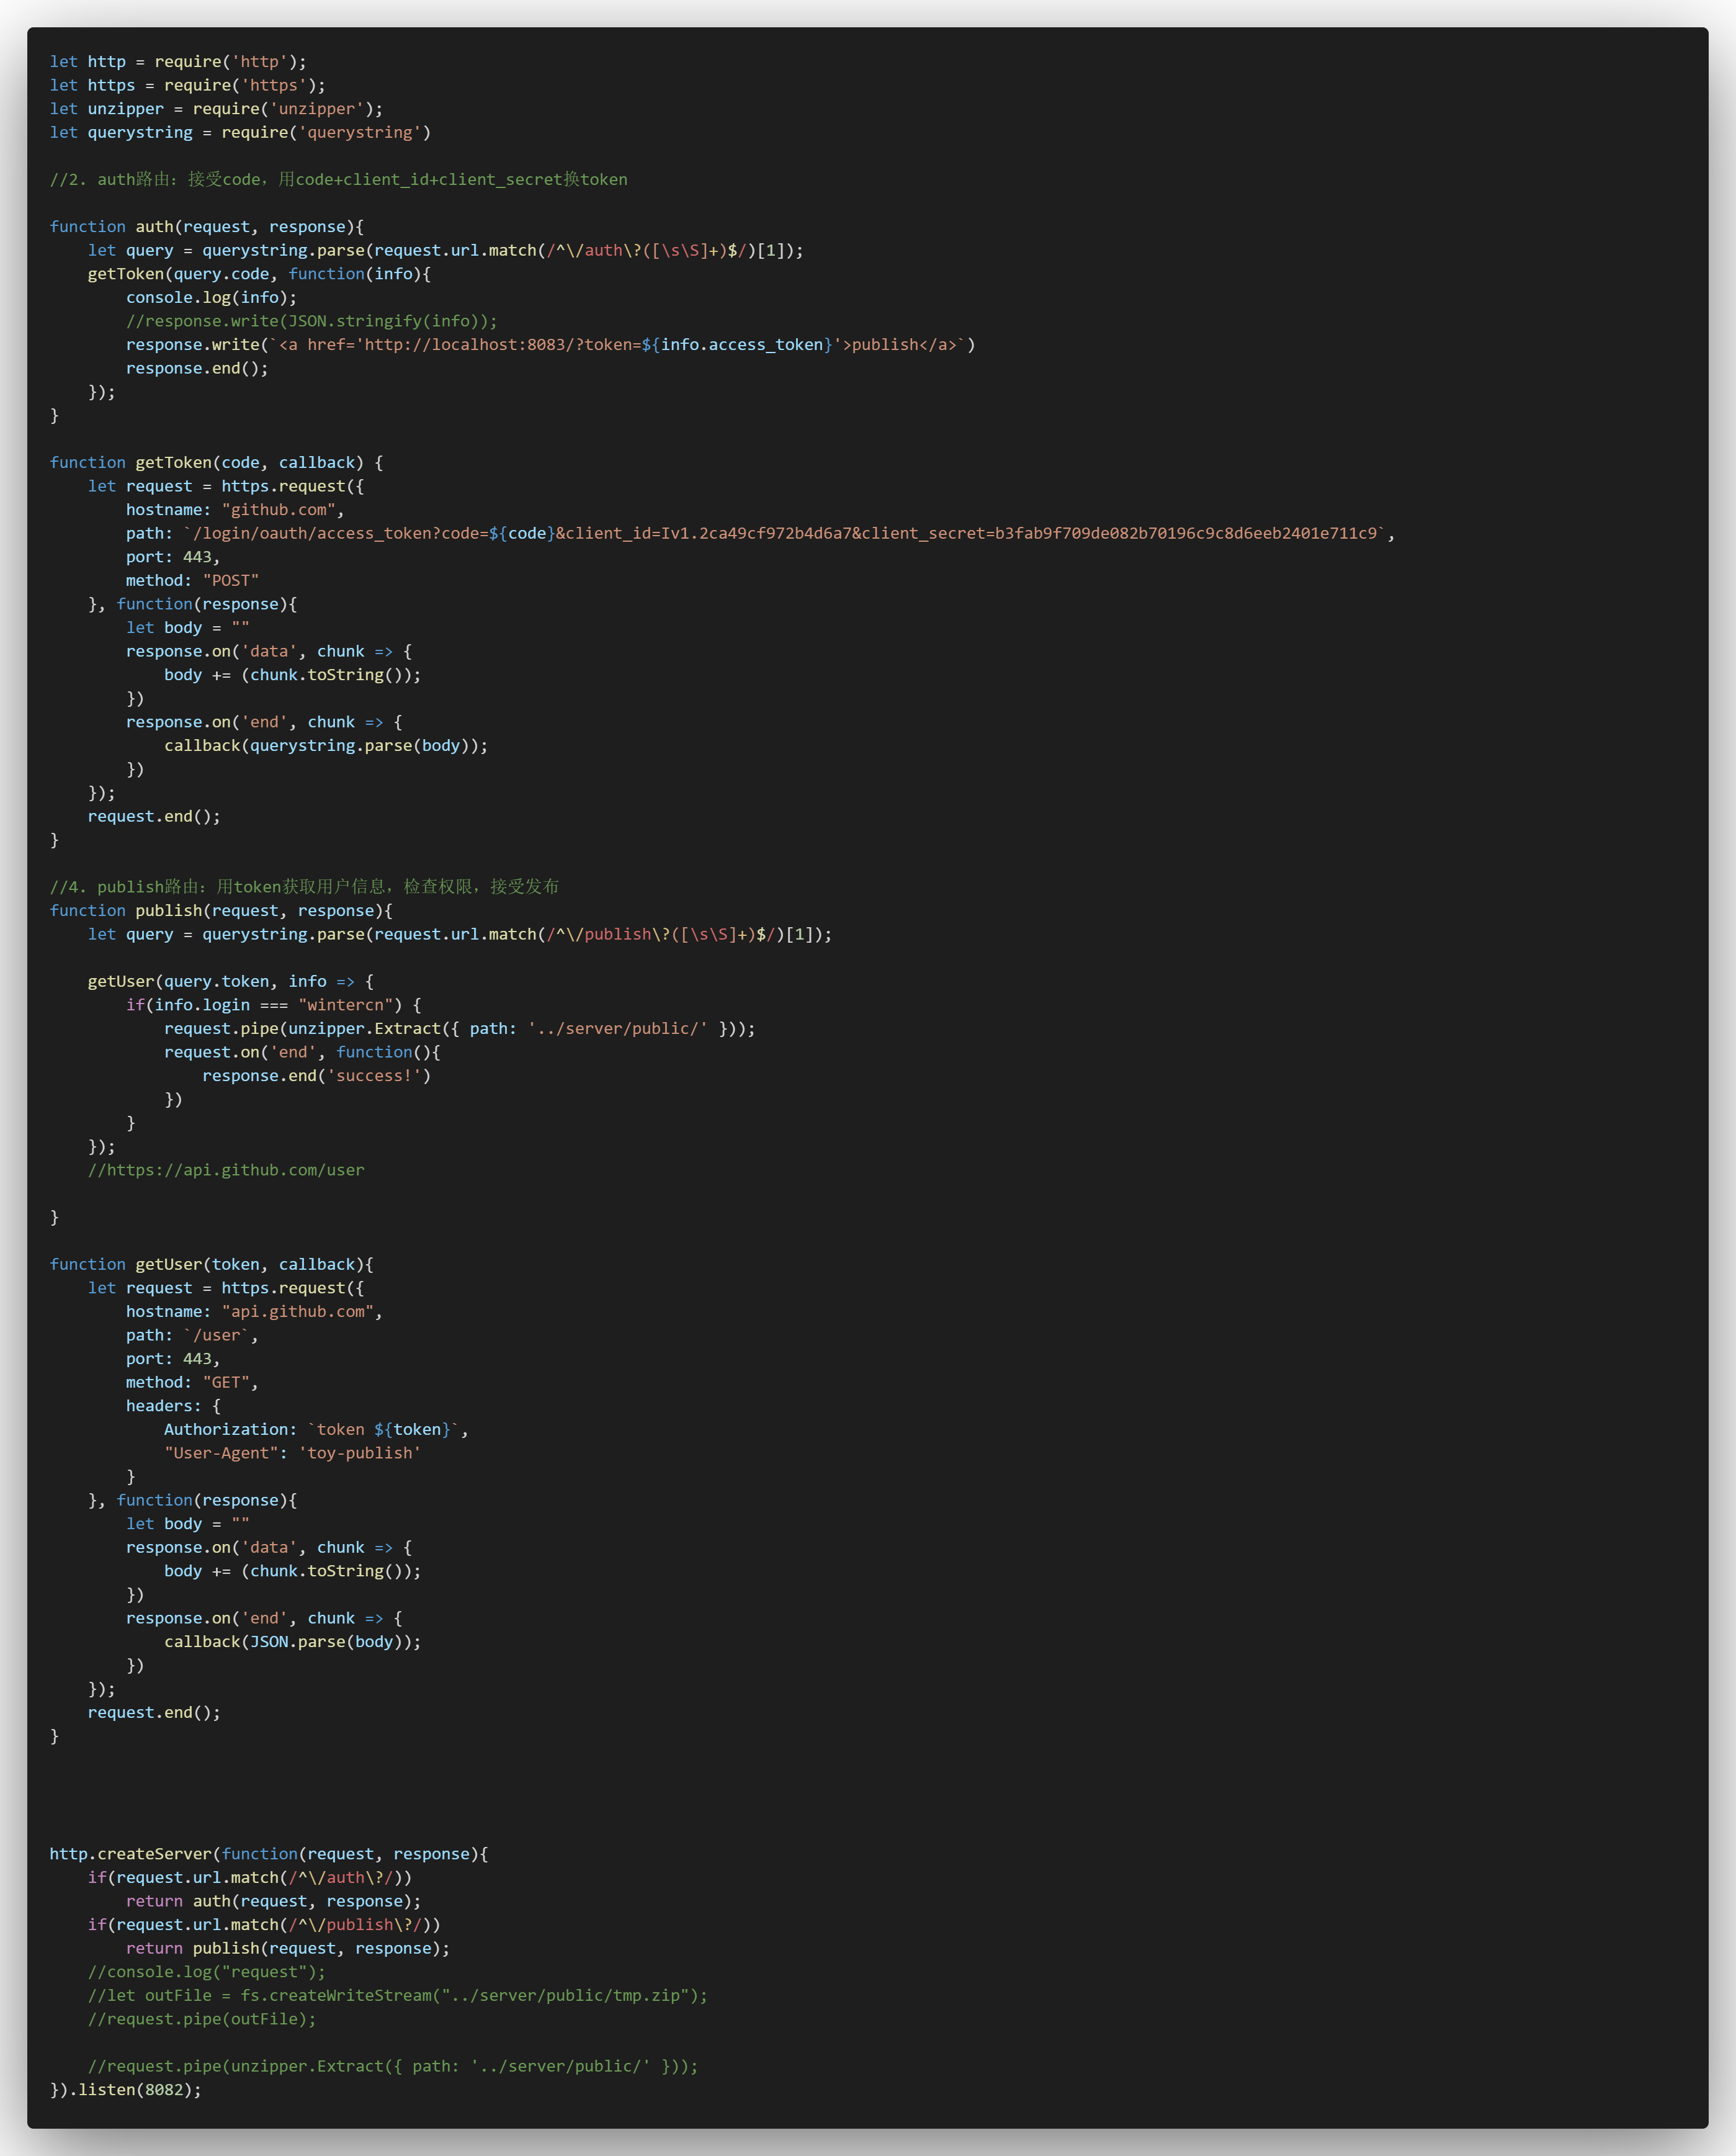 let http = require('http');
let https = require('https');
let unzipper = require('unzipper');
let querystring = require('querystring')

//2. auth路由：接受code，用code+client_id+client_secret换token

function auth(request, response){
    let query = querystring.parse(request.url.match(/^\/auth\?([\s\S]+)$/)[1]);
    getToken(query.code, function(info){
        console.log(info);
        //response.write(JSON.stringify(info));
        response.write(`<a href='http://localhost:8083/?token=${info.access_token}'>publish</a>`)
        response.end();
    });
}

function getToken(code, callback) {
    let request = https.request({
        hostname: "github.com",
        path: `/login/oauth/access_token?code=${code}&client_id=Iv1.2ca49cf972b4d6a7&client_secret=b3fab9f709de082b70196c9c8d6eeb2401e711c9`,
        port: 443,
        method: "POST"
    }, function(response){
        let body = ""
        response.on('data', chunk => {
            body += (chunk.toString());
        })
        response.on('end', chunk => {
            callback(querystring.parse(body));
        })
    });
    request.end();
}

//4. publish路由：用token获取用户信息，检查权限，接受发布
function publish(request, response){
    let query = querystring.parse(request.url.match(/^\/publish\?([\s\S]+)$/)[1]);

    getUser(query.token, info => {
        if(info.login === "wintercn") {
            request.pipe(unzipper.Extract({ path: '../server/public/' }));
            request.on('end', function(){
                response.end('success!')
            })
        }
    });
    //https://api.github.com/user

}

function getUser(token, callback){
    let request = https.request({
        hostname: "api.github.com",
        path: `/user`,
        port: 443,
        method: "GET",
        headers: {
            Authorization: `token ${token}`,
            "User-Agent": 'toy-publish'
        }
    }, function(response){
        let body = ""
        response.on('data', chunk => {
            body += (chunk.toString());
        })
        response.on('end', chunk => {
            callback(JSON.parse(body));
        })
    });
    request.end();
}

http.createServer(function(request, response){
    if(request.url.match(/^\/auth\?/))
        return auth(request, response);
    if(request.url.match(/^\/publish\?/))
        return publish(request, response);
    //console.log("request");
    //let outFile = fs.createWriteStream("../server/public/tmp.zip");
    //request.pipe(outFile);

    //request.pipe(unzipper.Extract({ path: '../server/public/' }));
}).listen(8082);